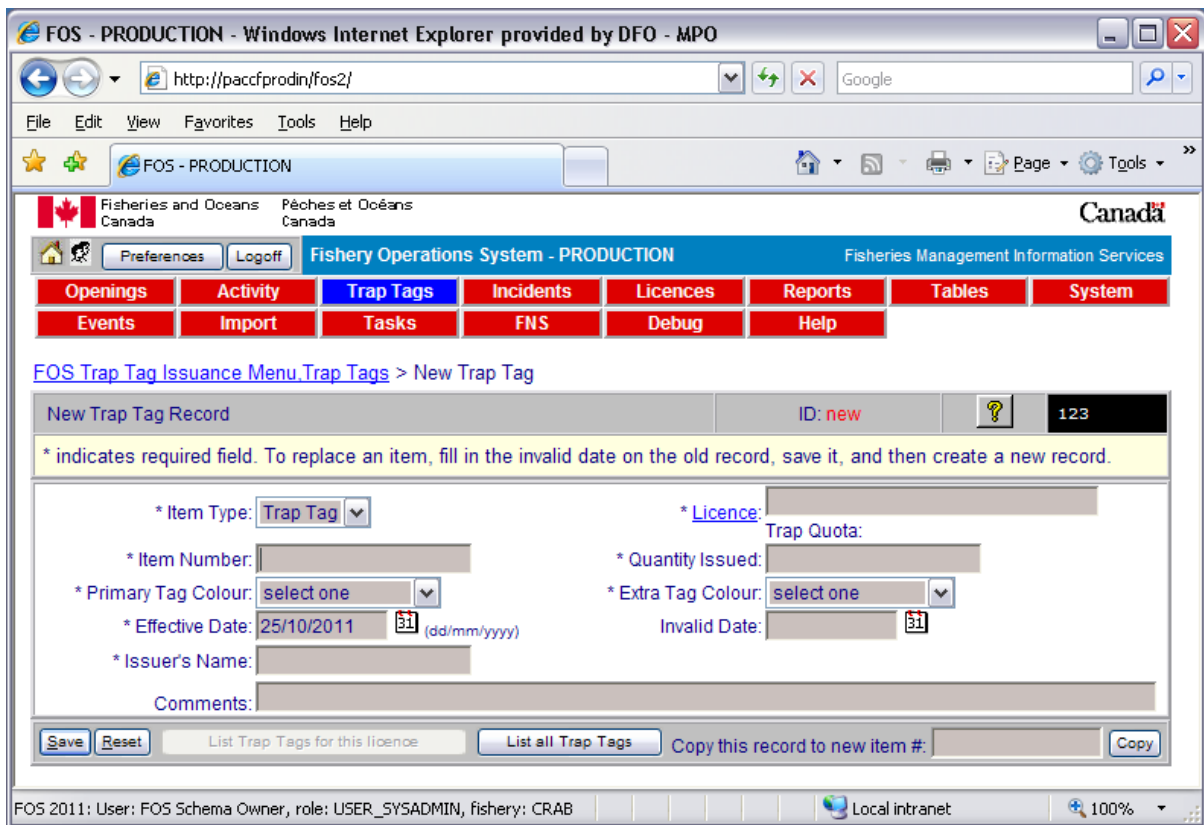 FOS - PRODUCTION - Windows Internet Explorer provided by DFO - MPO
http://paccfprodin/fos2/ Google
File Edit View Favorites Tools Help
FOS - PRODUCTION Page Tools »
Fisheries and Oceans Pêches et Océans Canada
Canada Canada
Preferences Logoff Fishery Operations System - PRODUCTION Fisheries Management Information Services
Openings Activity Trap Tags Incidents Licences Reports Tables System
Events Import Tasks FNS Debug Help
FOS Trap Tag Issuance Menu,Trap Tags > New Trap Tag
New Trap Tag Record ID: new ? 123
* indicates required field. To replace an item, fill in the invalid date on the old record, save it, and then create a new record.
* Item Type: Trap Tag * Licence:
Trap Quota:
* Item Number: * Quantity Issued:
* Primary Tag Colour: select one * Extra Tag Colour: select one
* Effective Date: 25/10/2011 31 (dd/mm/yyyy) Invalid Date: 31
* Issuer's Name:
Comments:
Save Reset List Trap Tags for this licence List all Trap Tags Copy this record to new item #: Copy
FOS 2011: User: FOS Schema Owner, role: USER_SYSADMIN, fishery: CRAB Local intranet 100%